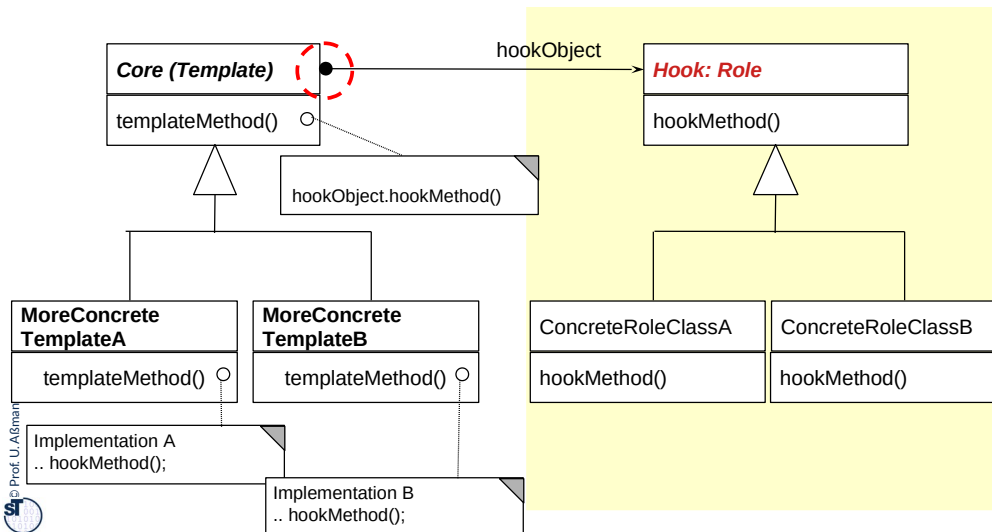 hookObject
Core (Template)
Hook: Role
templateMethod()
hookMethod()
hookObject.hookMethod()
MoreConcrete
TemplateA
MoreConcrete
TemplateB
ConcreteRoleClassA
ConcreteRoleClassB
templateMethod()
templateMethod()
hookMethod()
hookMethod()
Implementation A
.. hookMethod();
Implementation B
.. hookMethod();
© Prof. U. Aßman
ST